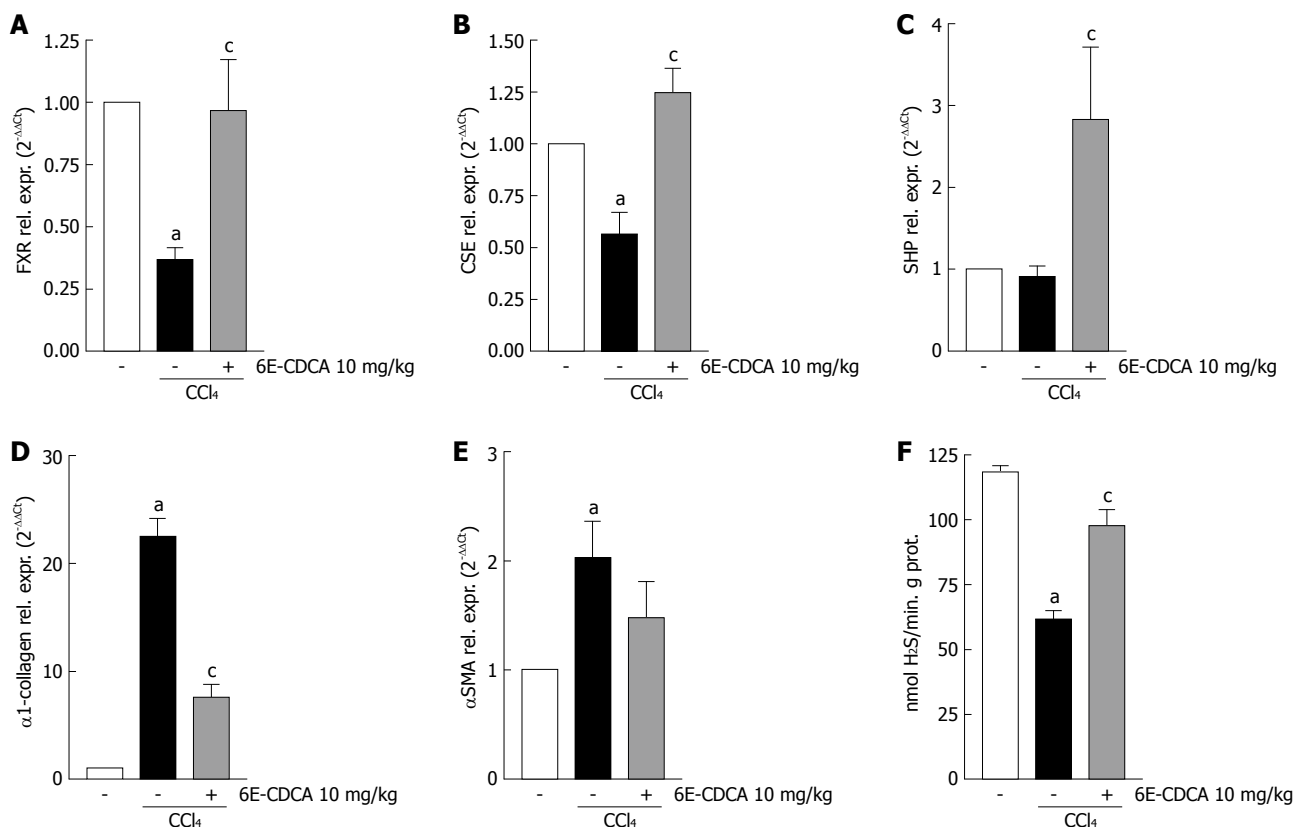 A
FXR rel. expr. (2^-ΔΔCt)
1.25
1.00
0.75
0.50
0.25
0.00
a
c
- - + 6E-CDCA 10 mg/kg
CCl₄
B
CSE rel. expr. (2^-ΔΔCt)
1.50
1.25
1.00
0.75
0.50
0.25
0.00
a
c
- - + 6E-CDCA 10 mg/kg
CCl₄
C
SHP rel. expr. (2^-ΔΔCt)
4
3
2
1
1
c
- - + 6E-CDCA 10 mg/kg
CCl₄
D
α1-collagen rel. expr. (2^-ΔΔCt)
30
20
10
0
a
c
- - + 6E-CDCA 10 mg/kg
CCl₄
E
αSMA rel. expr. (2^-ΔΔCt)
3
2
1
0
a
- - + 6E-CDCA 10 mg/kg
CCl₄
F
nmol H₂S/min. g prot.
125
100
75
50
25
0
a
c
- - + 6E-CDCA 10 mg/kg
CCl₄